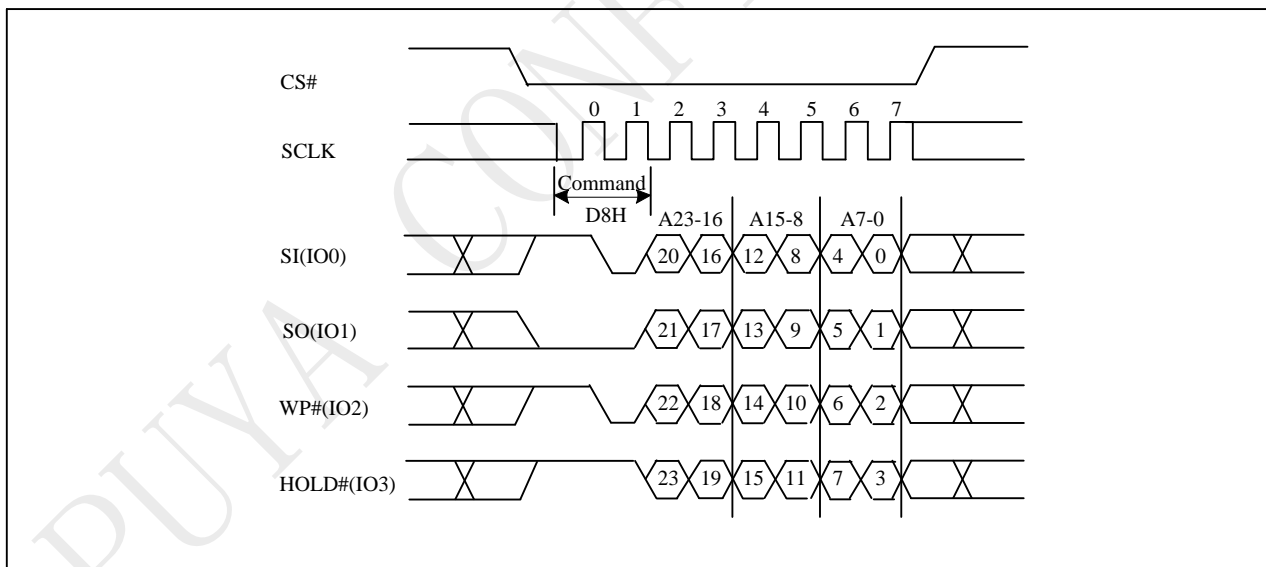 PUYA CONF
CS#
0 1 2 3 4 5 6 7
SCLK
Command
D8H
A23-16 A15-8 A7-0
SI(IO0) 20 16 12 8 4 0
SO(IO1) 21 17 13 9 5 1
WP#(IO2) 22 18 14 10 6 2
HOLD#(IO3) 23 19 15 11 7 3